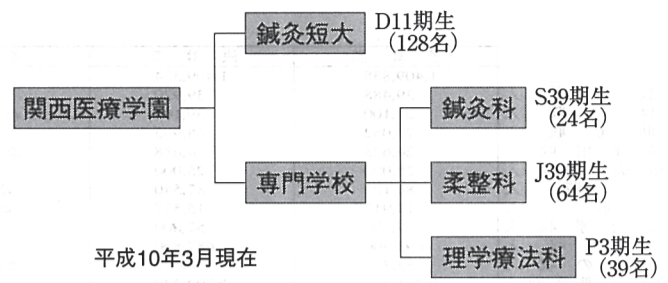 鍼灸短大
D11期生
(128名)
関西医療学園
鍼灸科
S39期生
(24名)
専門学校
柔整科
J39期生
(64名)
理学療法科
P3期生
(39名)
平成10年3月現在